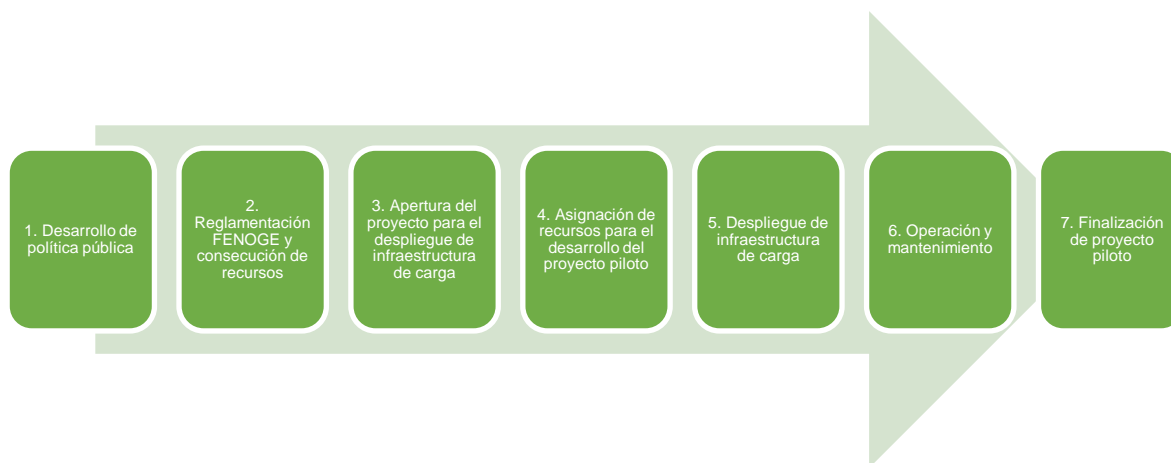 1. Desarrollo de
política pública
2.
Reglamentación
FENOGE y
consecución de
recursos
3. Apertura del
proyecto para el
despliegue de
infraestructura
de carga
4. Asignación de
recursos para el
desarrollo del
proyecto piloto
5. Despliegue de
infraestructura
de carga
6. Operación y
mantenimiento
7. Finalización
de proyecto
piloto